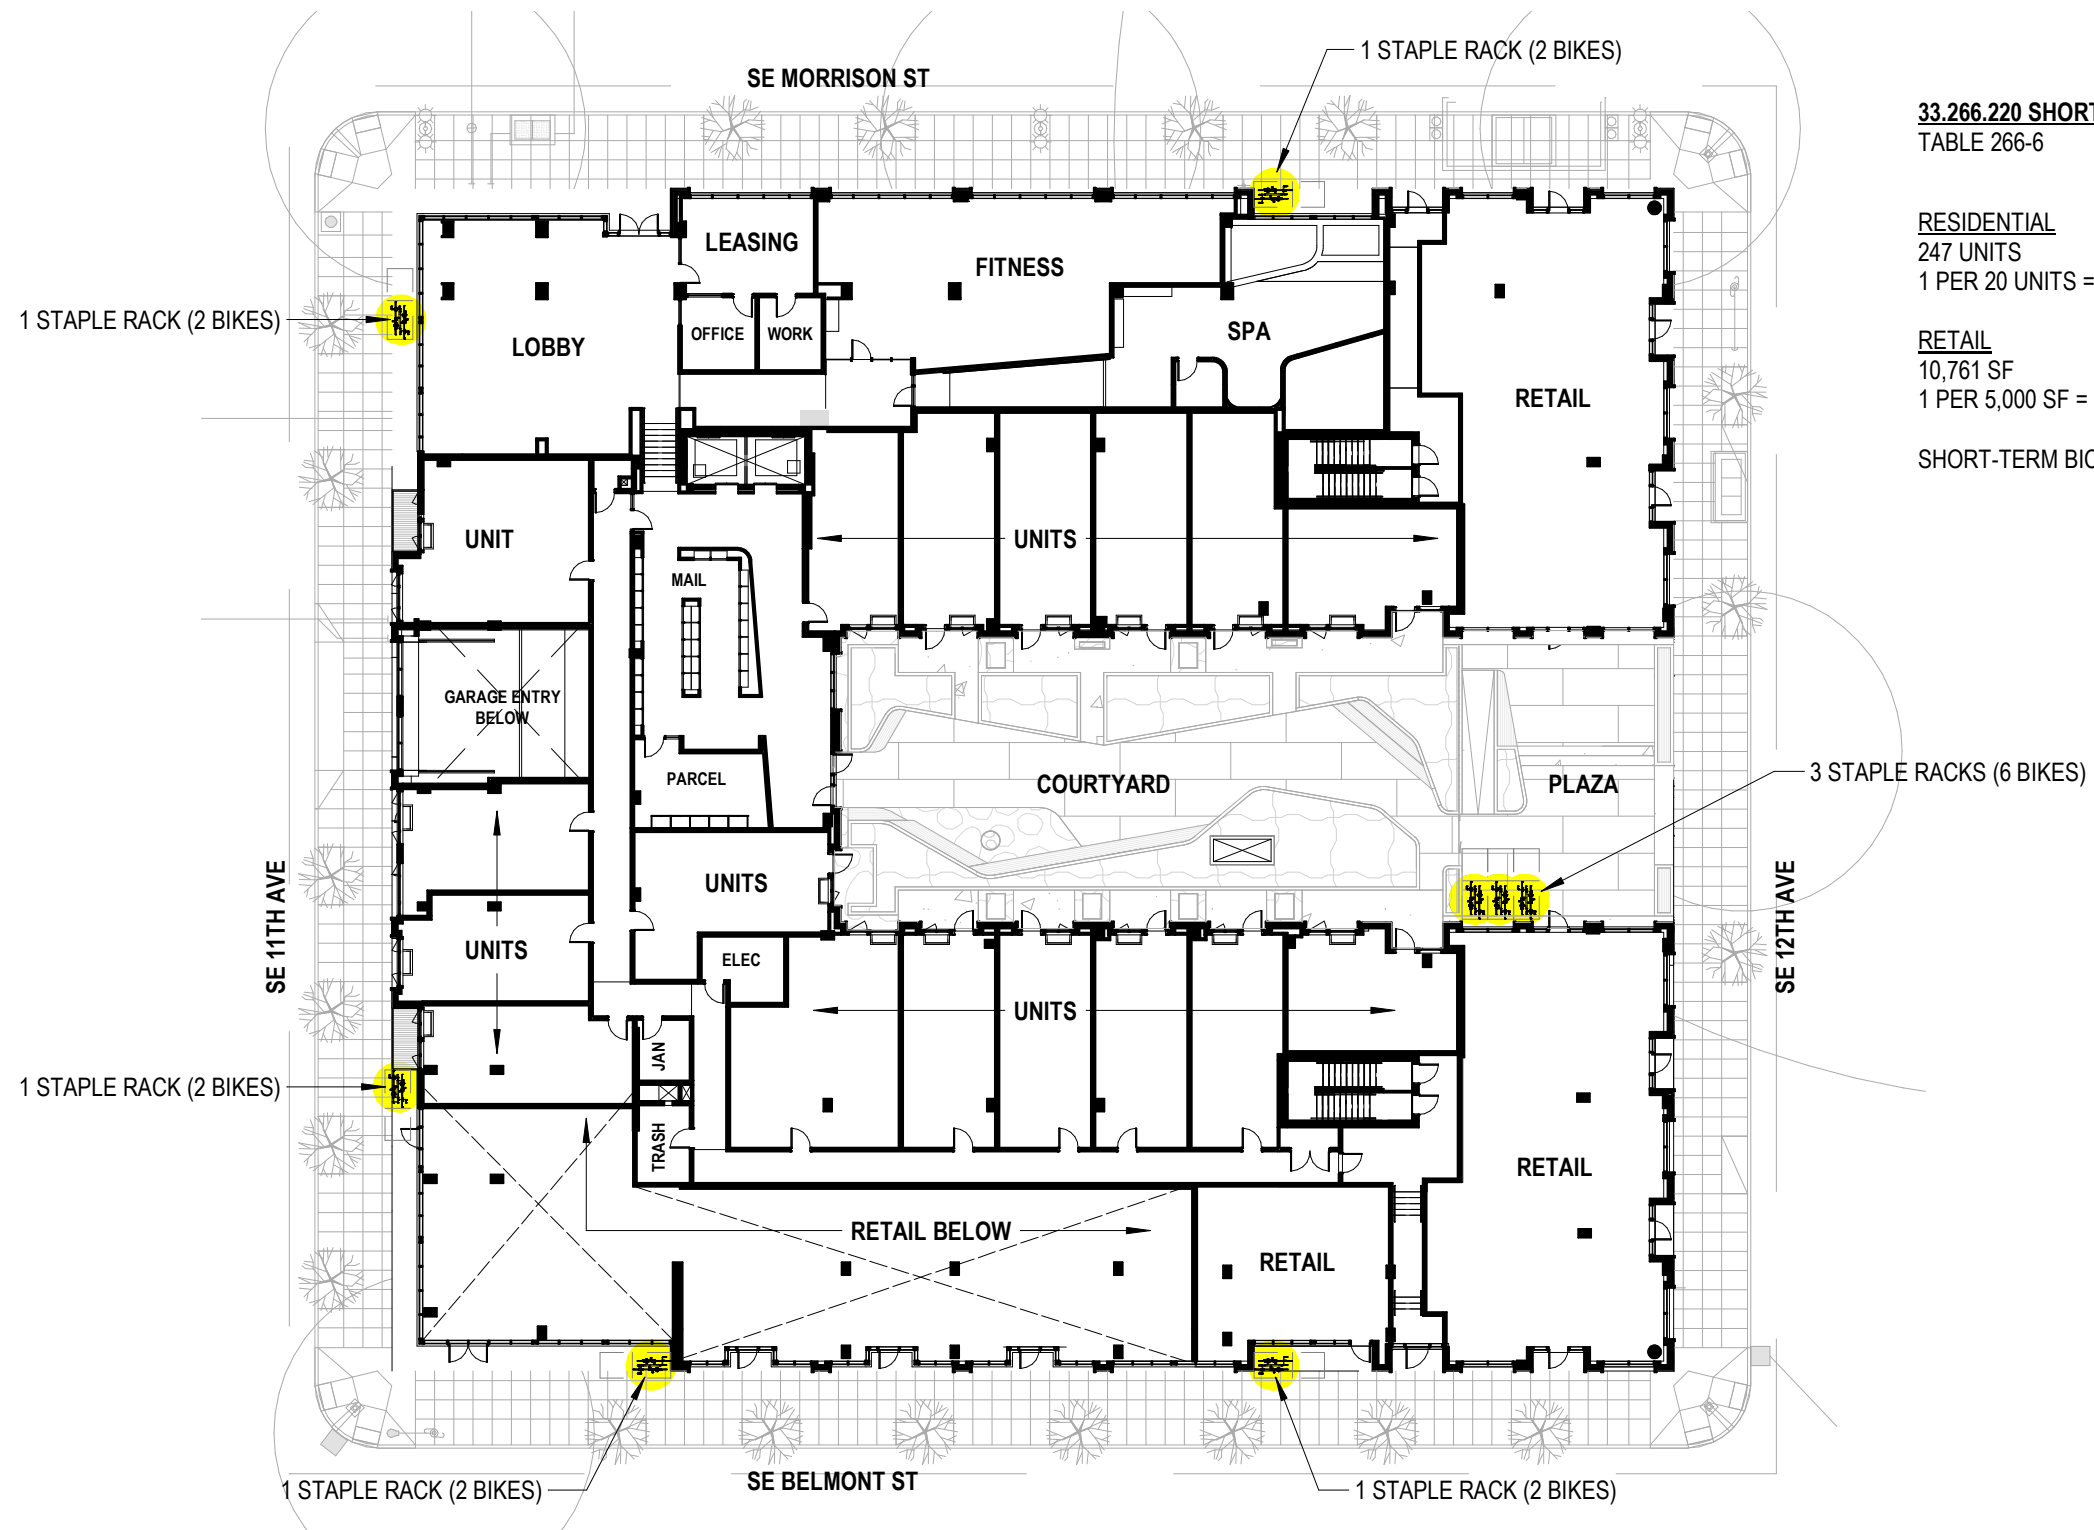 1 STAPLE RACK (2 BIKES)
SE MORRISON ST
33.266.220 SHORT
TABLE 266-6
RESIDENTIAL
247 UNITS
1 PER 20 UNITS =
RETAIL
10,761 SF
1 PER 5,000 SF =
SHORT-TERM BIC
LEASING
FITNESS
1 STAPLE RACK (2 BIKES)
OFFICE
WORK
SPA
LOBBY
RETAIL
UNIT
UNITS
MAIL
GARAGE ENTRY
BELOW
PARCEL
COURTYARD
PLAZA
3 STAPLE RACKS (6 BIKES)
SE 11TH AVE
UNITS
SE 12TH AVE
UNITS
ELEC
UNITS
JAN
1 STAPLE RACK (2 BIKES)
TRASH
RETAIL
RETAIL BELOW
RETAIL
SE BELMONT ST
1 STAPLE RACK (2 BIKES)
1 STAPLE RACK (2 BIKES)